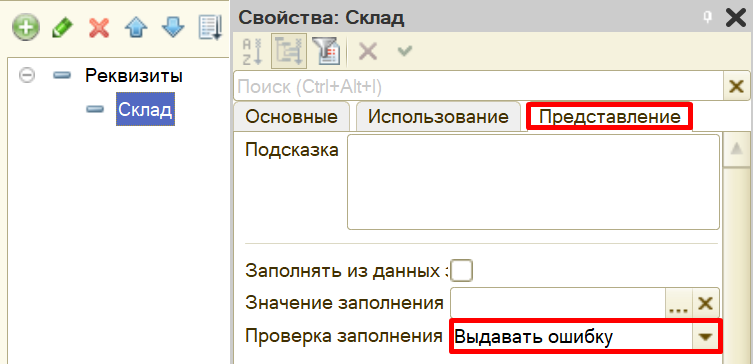 Свойства: Склад
Реквизиты
Склад
Поиск (Ctrl+Alt+I)
Основные
Использование
Представление
Подсказка
Заполнять из данных з
Значение заполнения
...
Проверка заполнения
Выдавать ошибку